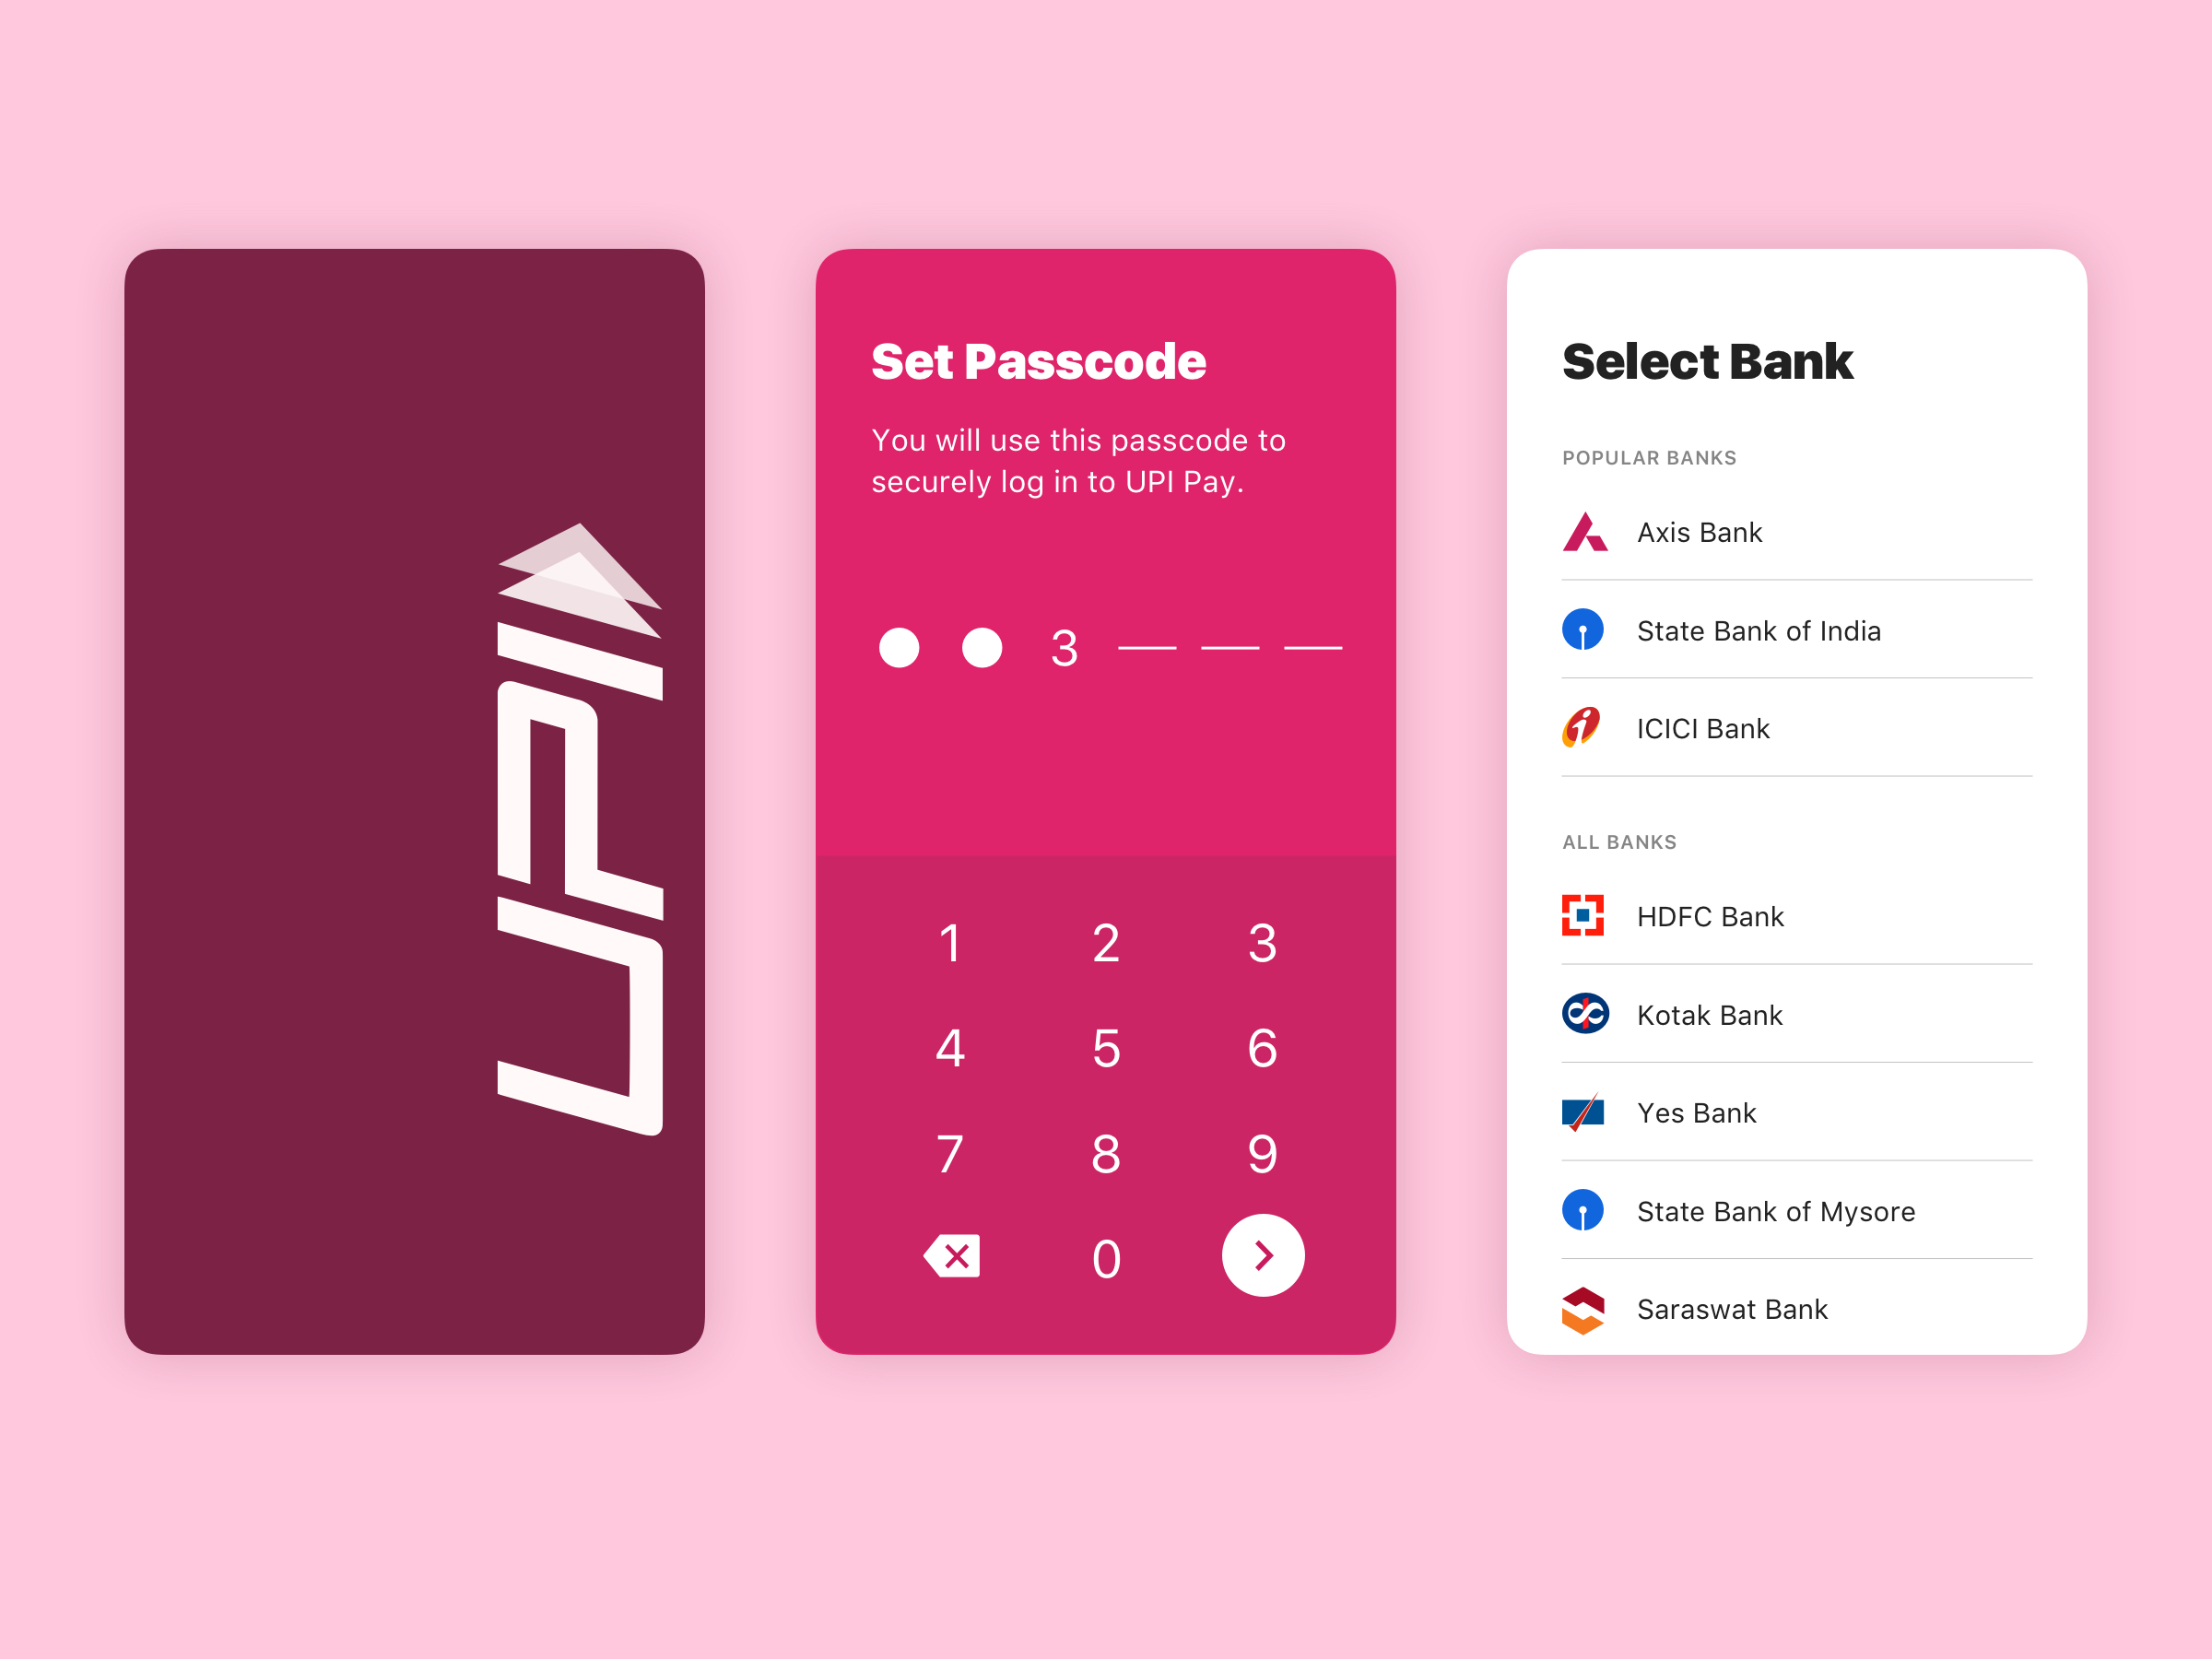 UPI
Set Passcode
You will use this passcode to
securely log in to UPI Pay.
3
1 2 3
4 5 6
7 8 9
0
Select Bank
POPULAR BANKS
Axis Bank
State Bank of India
ICICI Bank
ALL BANKS
HDFC Bank
Kotak Bank
Yes Bank
State Bank of Mysore
Saraswat Bank